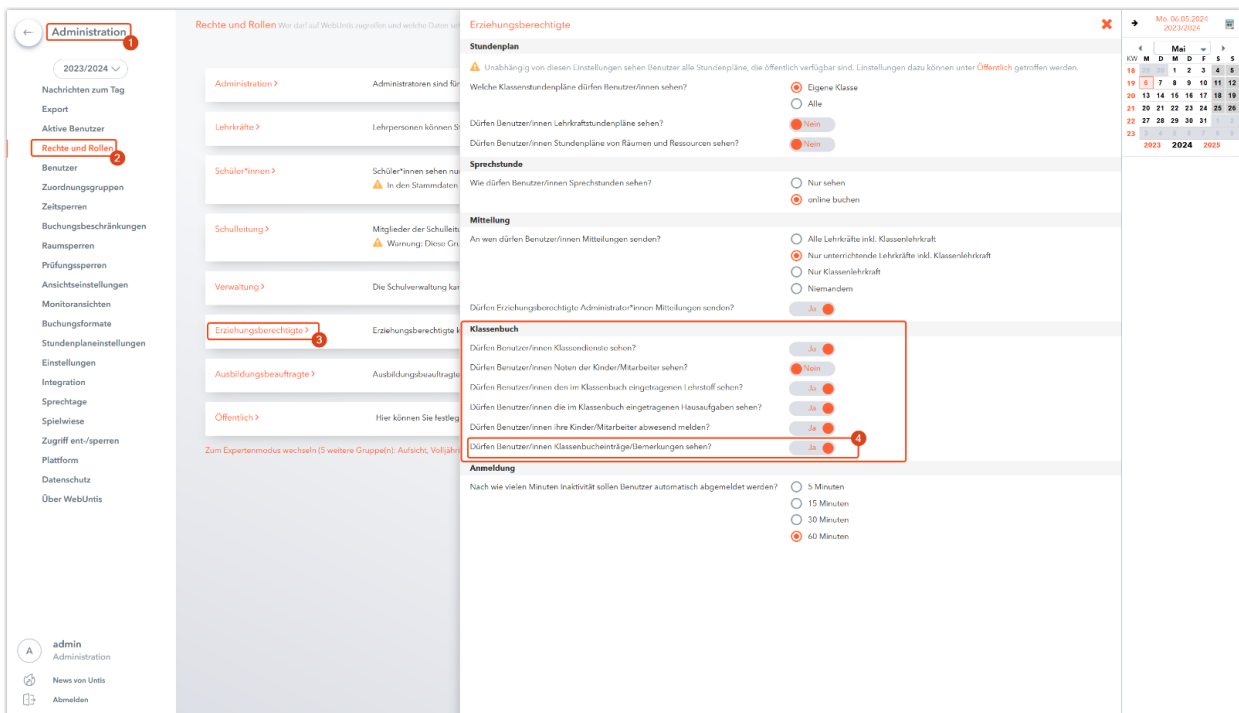 Administration
1
2023/2024
Nachrichten zum Tag
Export
Aktive Benutzer
Rechte und Rollen
2
Benutzer
Zuordnungsgruppen
Zeitsperren
Buchungsbeschränkungen
Raumsperren
Prüfungssperren
Ansichtseinstellungen
Monitoransichten
Buchungsformate
Stundenplaneinstellungen
Einstellungen
Integration
Sprechtage
Spielwiese
Zugriff ent-/sperren
Plattform
Datenschutz
Über WebUntis
A
admin
Administration
News von Untis
Abmelden
Rechte und Rollen Wer darf auf WebUntis zugreifen und welche Daten se
Administration >
Administratoren sind für
Lehrkräfte >
Lehrpersonen können
Schüler*innen >
Schüler*innen sehen nu
In den Stammdaten
Schulleitung >
Mitglieder der Schulleitu
Warnung: Diese Gru
Verwaltung >
Die Schulverwaltung kan
Erziehungsberechtigte >
3
Erziehungsberechtigte k
Ausbildungsbeauftragte >
Ausbildungsbeauftragte
Öffentlich >
Hier können Sie festleg
Zum Expertenmodus wechseln (5 weitere Gruppe(n): Aufsicht, Volljähr
Erziehungsberechtigte
Stundenplan
Unabhängig von diesen Einstellungen sehen Benutzer alle Stundenpläne, die öffentlich verfügbar sind. Einstellungen dazu können unter Öffentlich getroffen werden.
Welche Klassenstundenpläne dürfen Benutzer/innen sehen?
Eigene Klasse
Alle
Dürfen Benutzer/innen Lehrkraftstundenpläne sehen?
Nein
Dürfen Benutzer/innen Stundenpläne von Räumen und Ressourcen sehen?
Nein
Sprechstunde
Wie dürfen Benutzer/innen Sprechstunden sehen?
Nur sehen
online buchen
Mitteilung
An wen dürfen Benutzer/innen Mitteilungen senden?
Alle Lehrkräfte inkl. Klassenlehrkraft
Nur unterrichtende Lehrkräfte inkl. Klassenlehrkraft
Nur Klassenlehrkraft
Niemandem
Dürfen Erziehungsberechtigte Administrator*innen Mitteilungen senden?
Ja
Klassenbuch
Dürfen Benutzer/innen Klassendienste sehen?
Ja
Dürfen Benutzer/innen Noten der Kinder/Mitarbeiter sehen?
Nein
Dürfen Benutzer/innen den im Klassenbuch eingetragenen Lehrstoff sehen?
Ja
Dürfen Benutzer/innen die im Klassenbuch eingetragenen Hausaufgaben sehen?
Ja
Dürfen Benutzer/innen ihre Kinder/Mitarbeiter abwesend melden?
Ja
4
Dürfen Benutzer/innen Klassenbucheinträge/Bemerkungen sehen?
Ja
Anmeldung
Nach wie vielen Minuten Inaktivität sollen Benutzer automatisch abgemeldet werden?
5 Minuten
15 Minuten
30 Minuten
60 Minuten
Mo. 06.05.2024
2023/2024
Mai
KW M D M D F S S
18 1 2 3 4 5
19 6 7 8 9 10 11 12
20 13 14 15 16 17 18 19
21 20 21 22 23 24 25 26
22 27 28 29 30 31 1 2
23 3 4 5 6 7 8 9
2023 2024 2025